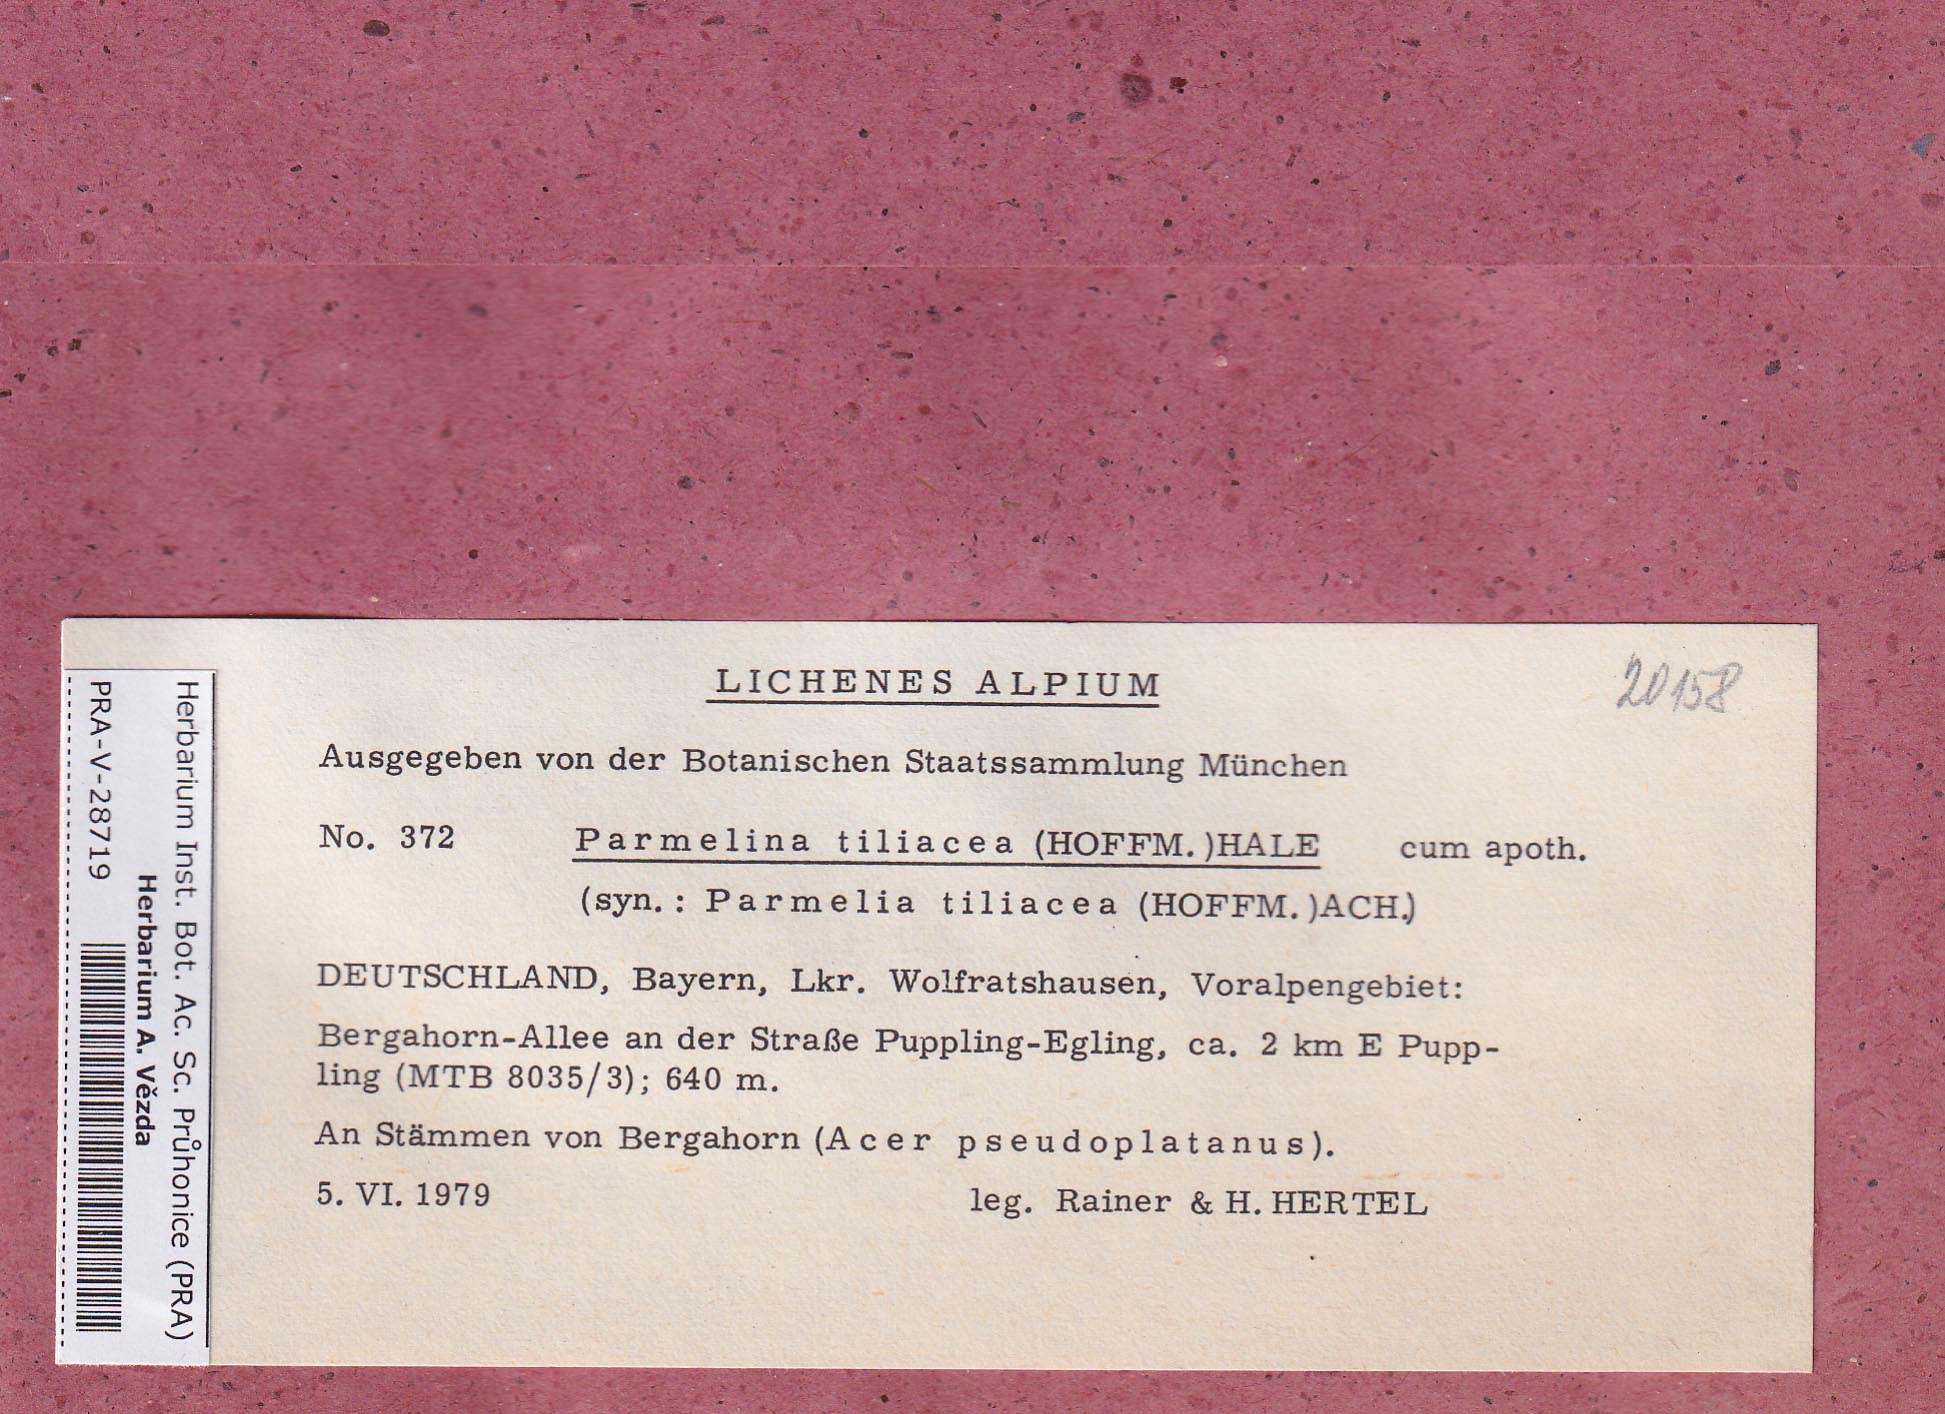 LICHENES ALPIUM
20158
Ausgegeben von der Botanischen Staatssammlung München
No. 372 Parmelina tiliacea (HOFFM.)HALE cum apoth.
(syn.: Parmelia tiliacea (HOFFM.)ACH.)
DEUTSCHLAND, Bayern, Lkr. Wolfratshausen, Voralpengebiet:
Bergahorn-Allee an der Straße Puppling-Egling, ca. 2 km E Pupp-
ling (MTB 8035/3); 640 m.
An Stämmen von Bergahorn (Acer pseudoplatanus).
5. VI. 1979 leg. Rainer & H. HERTEL
Herbarium Inst. Bot. Ac. Sc. Průhonice (PRA)
Herbarium A. Vězda
PRA-V-28719